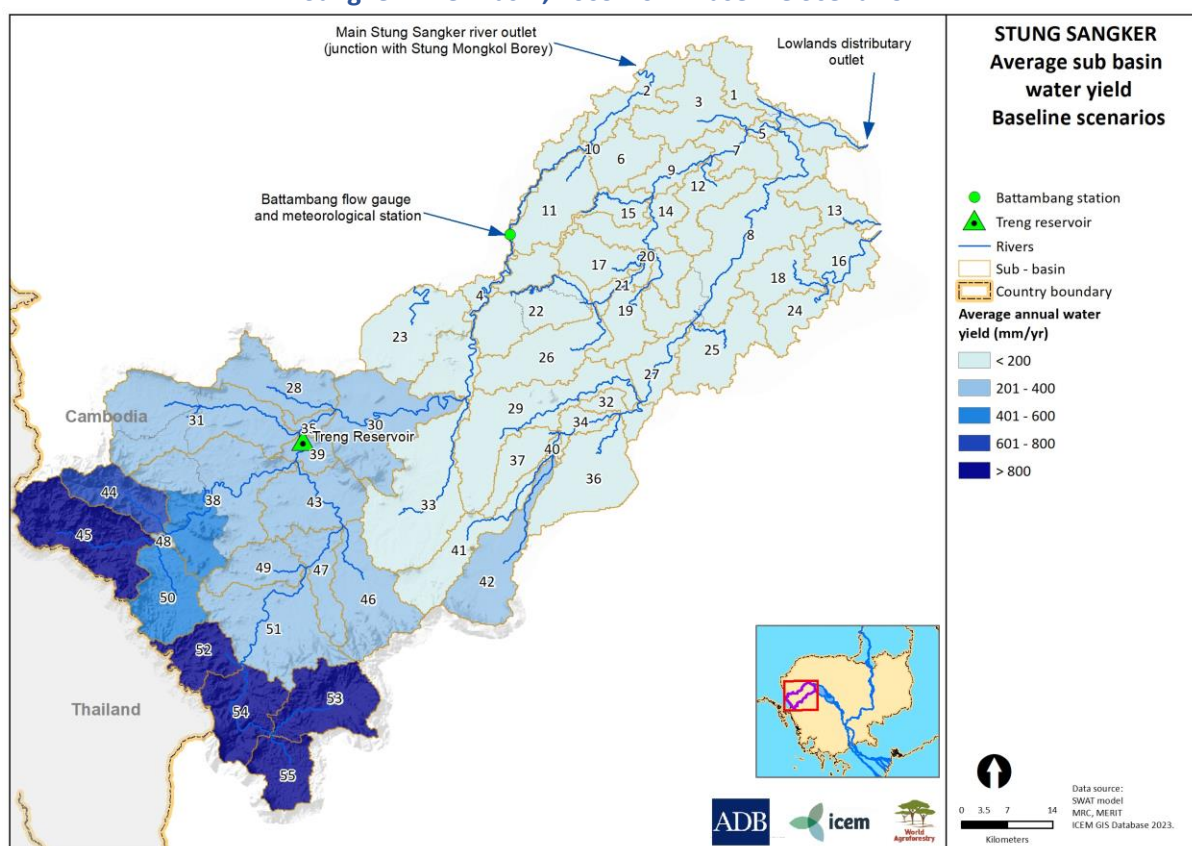 Main Stung Sangker river outlet
(junction with Stung Mongkol Borey)
Lowlands distributary
outlet
Battambang flow gauge
and meteorological station
1
2
3
5
10
6
7
9
12
11
15
14
13
8
16
17
20
18
4
21
22
19
24
23
26
25
27
28
29
32
31
30
34
35
Cambodia
Treng Reservoir
39
40
37
36
44
38
43
33
45
48
41
49
47
42
50
46
51
52
53
Thailand
54
55
STUNG SANGKER
Average sub basin
water yield
Baseline scenarios
Battambang station
Treng reservoir
Rivers
Sub - basin
Country boundary
Average annual water
yield (mm/yr)
< 200
201 - 400
401 - 600
601 - 800
> 800
0 3.5 7 14
Kilometers
Data source:
SWAT model
MRC, MERIT
ICEM GIS Database 2023.
ADB
icem
World
Agroforestry